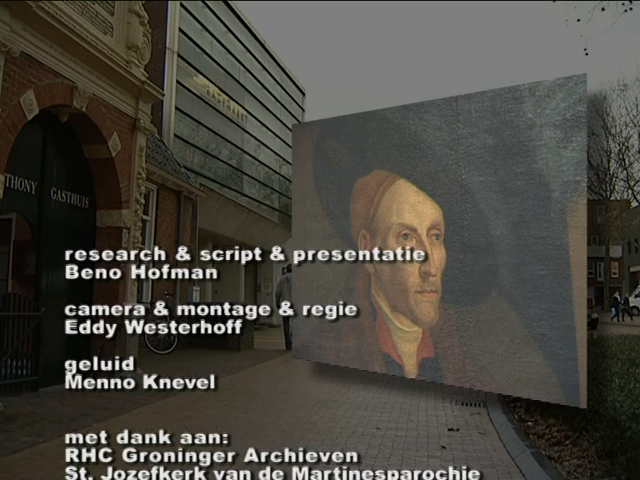 THONY GASTHUIS
research & script & presentatie
Beno Hofman
camera & montage & regie
Eddy Westerhoff
geluid
Menno Knevel
met dank aan:
RHC Groninger Archieven
St. Jozefkerk van de Martinesparochie